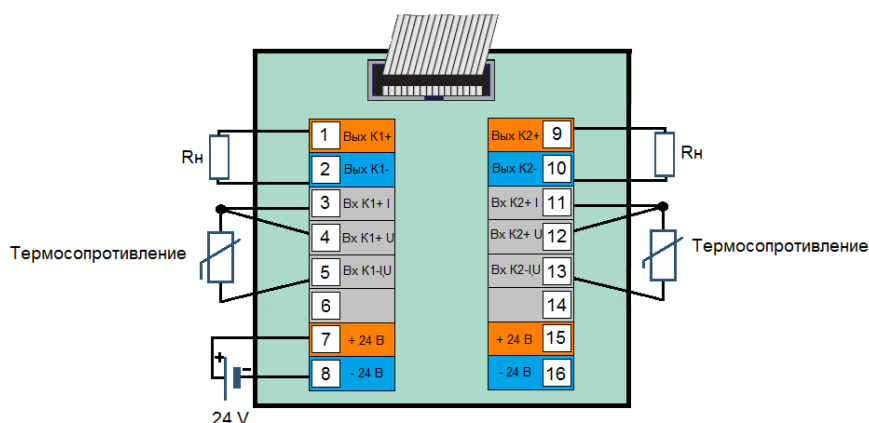 1 Вых К1+
2 Вых К1-
3 Вх К1+ I
4 Вх К1+ U
5 Вх К1-I,U
6
7 + 24 В
8 - 24 В
Вых К2+ 9
Вых К2- 10
Вх К2+ I 11
Вх К2+ U 12
Вх К2-I,U 13
14
+ 24 В 15
- 24 В 16
Rн
Термосопротивление
+ -
24 V
Rн
Термосопротивление